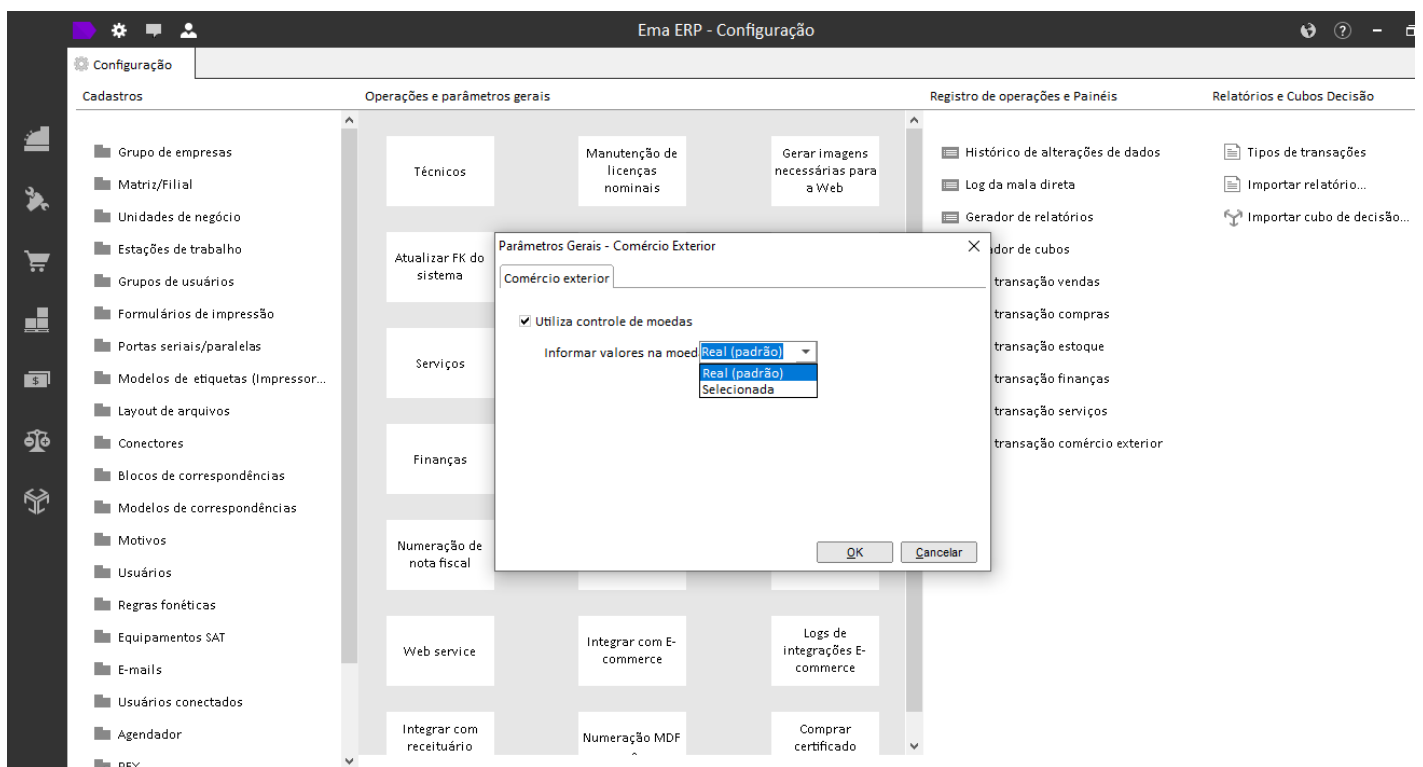 Ema ERP - Configuração
Configuração
Cadastros
Operações e parâmetros gerais
Registro de operações e Painéis
Relatórios e Cubos Decisão
Grupo de empresas
Matriz/Filial
Unidades de negócio
Estações de trabalho
Grupos de usuários
Formulários de impressão
Portas seriais/paralelas
Modelos de etiquetas (Impressor...
Layout de arquivos
Conectores
Blocos de correspondências
Modelos de correspondências
Motivos
Usuários
Regras fonéticas
Equipamentos SAT
E-mails
Usuários conectados
Agendador
Técnicos
Manutenção de
licenças
nominais
Gerar imagens
necessárias para
a Web
Atualizar FK do
sistema
Serviços
Finanças
Numeração de
nota fiscal
Web service
Integrar com E-
commerce
Logs de
integrações E-
commerce
Integrar com
receituário
Numeração MDF
Comprar
certificado
Parâmetros Gerais - Comércio Exterior
Comércio exterior
Utiliza controle de moedas
Informar valores na moed
Real (padrão)
Real (padrão)
Selecionada
OK
Cancelar
Histórico de alterações de dados
Log da mala direta
Gerador de relatórios
ador de cubos
transação vendas
transação compras
transação estoque
transação finanças
transação serviços
transação comércio exterior
Tipos de transações
Importar relatório...
Importar cubo de decisão...